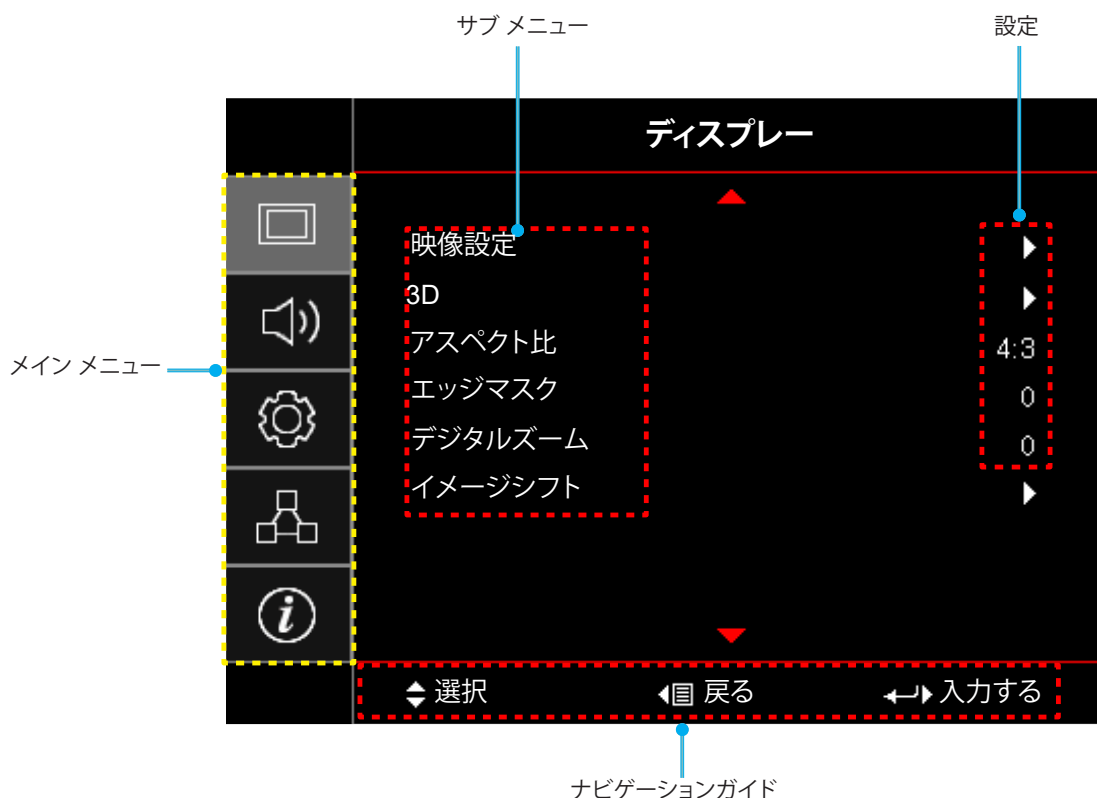 サブ メニュー
設定
ディスプレー
映像設定
3D
アスペクト比 4:3
エッジマスク 0
デジタルズーム 0
イメージシフト
メイン メニュー
選択 戻る 入力する
ナビゲーションガイド